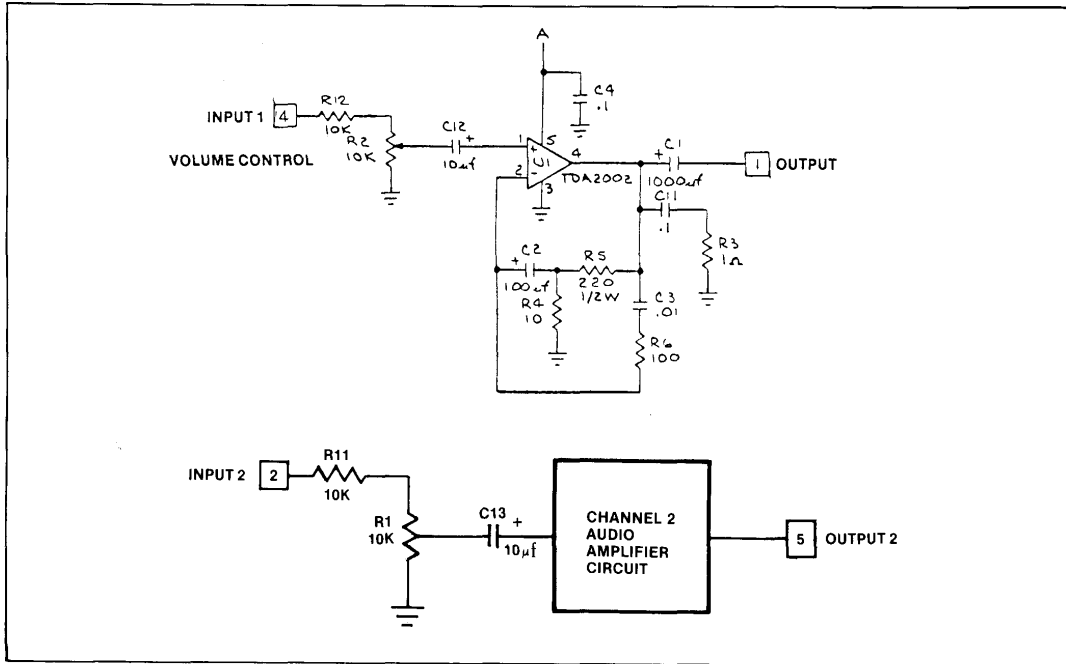 A
C4
.1
INPUT 1
4
R12
10K
R2
10K
VOLUME CONTROL
C12
+
10uf
1
+
2
-
U1
5
4
3
TDA2002
+
C1
1000uf
1
OUTPUT
C11
.1
R3
1Ω
+
C2
100uf
R4
10
R5
220
1/2W
C3
.01
R6
100
INPUT 2
2
R11
10K
R1
10K
C13
+
10μf
CHANNEL 2
AUDIO
AMPLIFIER
CIRCUIT
5
OUTPUT 2